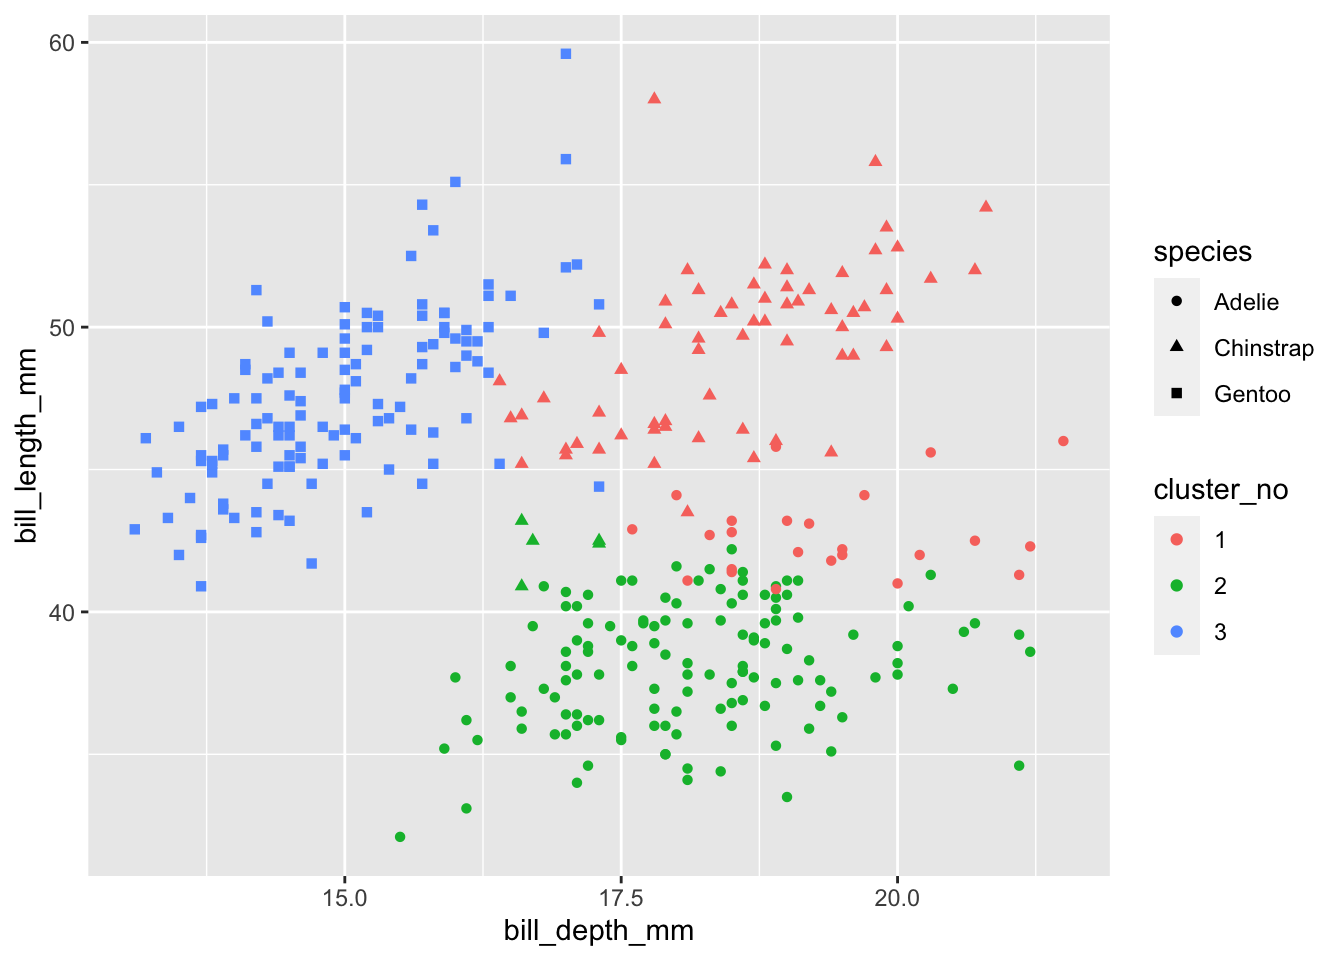 60
50
40
bill_length_mm
15.0
17.5
20.0
bill_depth_mm
species
Adelie
Chinstrap
Gentoo
cluster_no
1
2
3